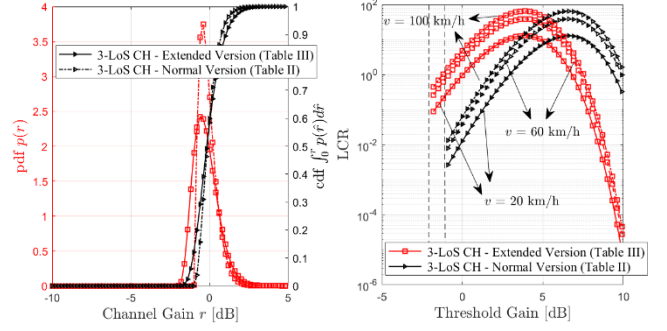 4
3.5
3
2.5
2
1.5
1
0.5
0
pdf p(r)
3-LoS CH - Extended Version (Table III)
3-LoS CH - Normal Version (Table II)
1
0.9
0.8
0.7
0.6
0.5
0.4
0.3
0.2
0.1
0
cdf ∫₀ʳ p(r̂)dr̂
-10
-5
0
5
Channel Gain r [dB]
10²
10⁰
10⁻²
10⁻⁴
10⁻⁶
LCR
v = 100 km/h
v = 60 km/h
v = 20 km/h
3-LoS CH - Extended Version (Table III)
3-LoS CH - Normal Version (Table II)
-5
0
5
10
Threshold Gain [dB]